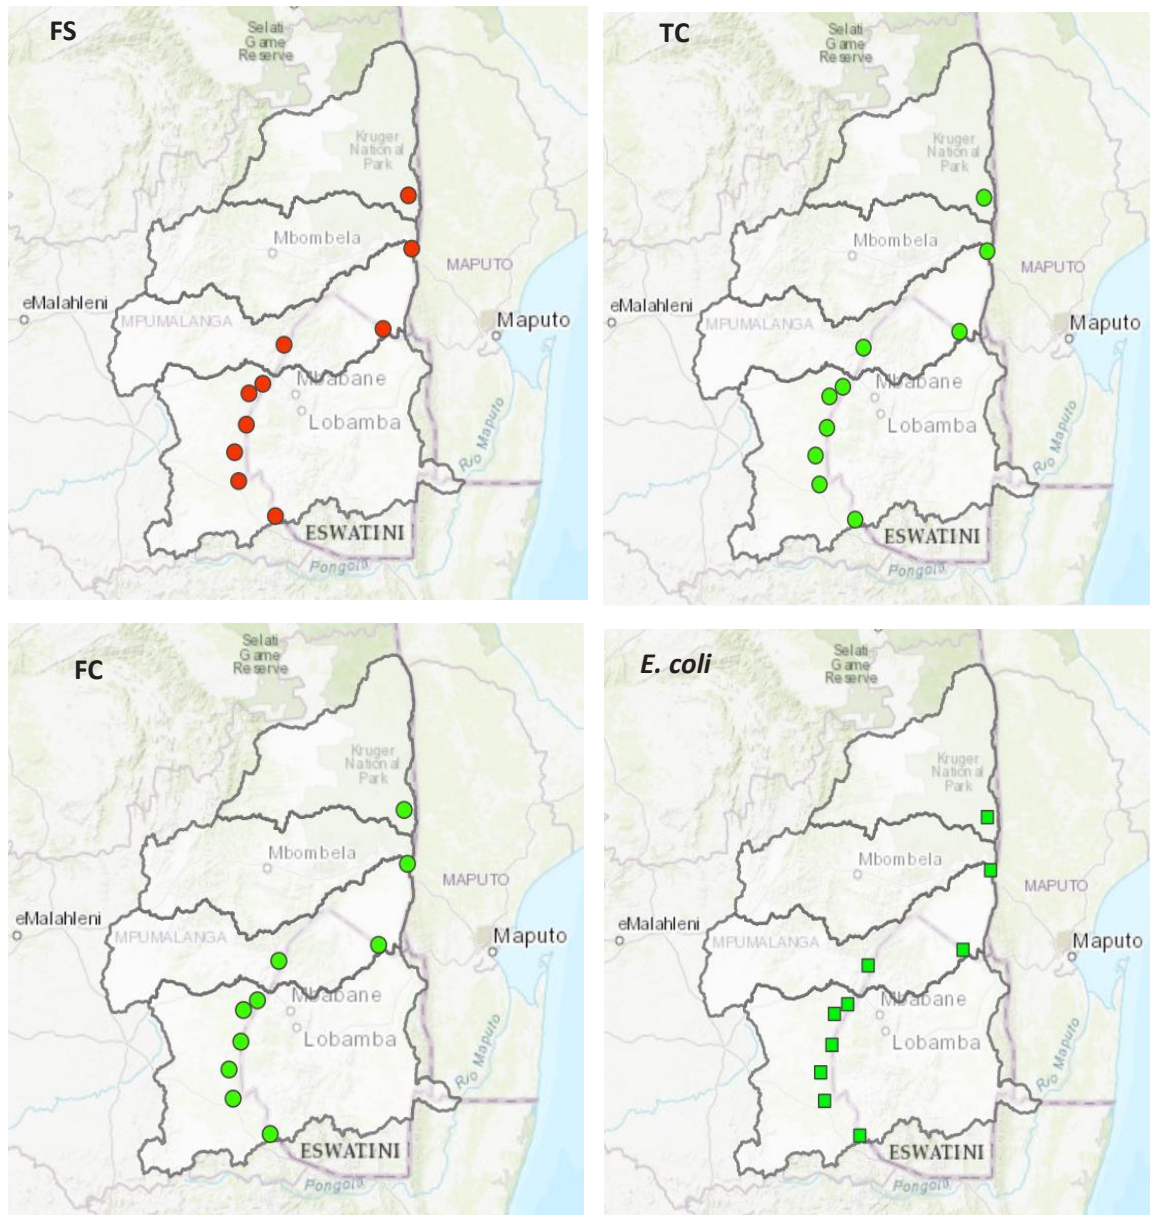 FS
Selati
Game
Reserve
Kruger
National
Park
Mbombela
MAPUTO
eMalahleni
MPUMALANGA
Maputo
Mbabane
Lobamba
Rio Maputo
ESWATINI
Pongola
TC
Selati
Game
Reserve
Kruger
National
Park
Mbombela
MAPUTO
eMalahleni
MPUMALANGA
Maputo
Mbabane
Lobamba
Rio Maputo
ESWATINI
Pongola
FC
Selati
Game
Reserve
Kruger
National
Park
Mbombela
MAPUTO
eMalahleni
MPUMALANGA
Maputo
Mbabane
Lobamba
Rio Maputo
ESWATINI
Pongola
E. coli
Selati
Game
Reserve
Kruger
National
Park
Mbombela
MAPUTO
eMalahleni
MPUMALANGA
Maputo
Mbabane
Lobamba
Rio Maputo
ESWATINI
Pongola